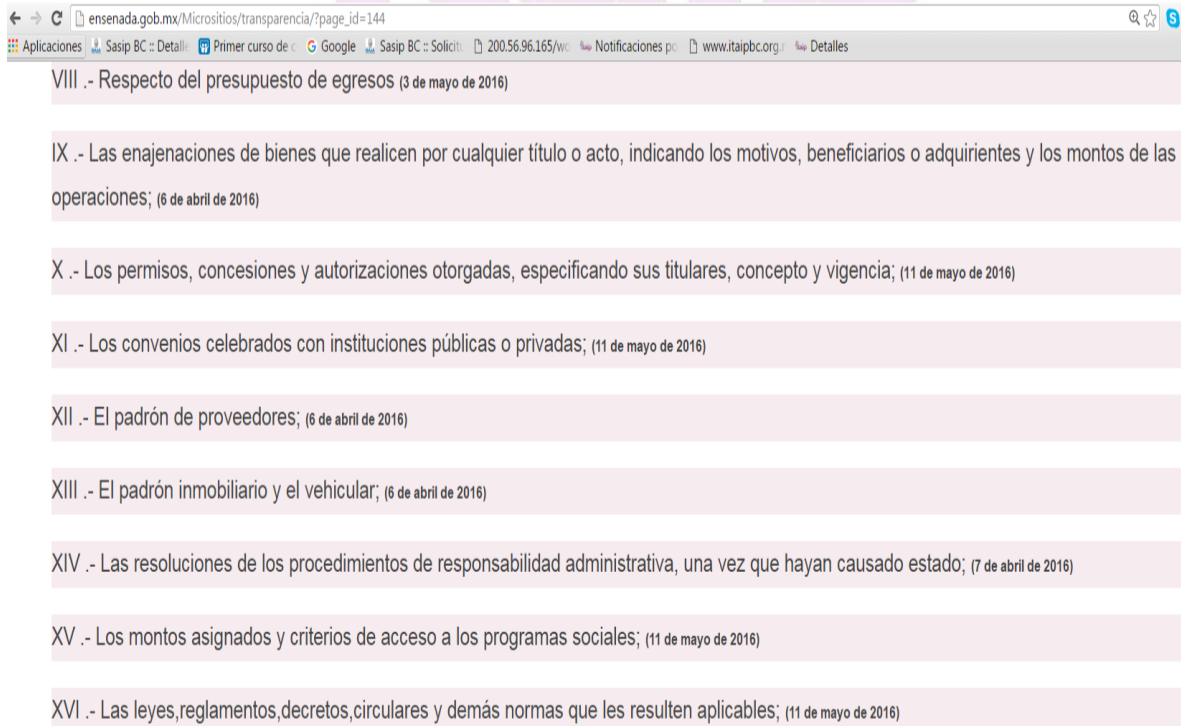 ensenada.gob.mx/Micrositios/transparencia/?page_id=144
Aplicaciones Sasip BC :: Detalle Primer curso de c Google Sasip BC :: Solicit 200.56.96.165/wo Notificaciones po www.itaipbc.org. Detalles
VIII .- Respecto del presupuesto de egresos (3 de mayo de 2016)
IX .- Las enajenaciones de bienes que realicen por cualquier título o acto, indicando los motivos, beneficiarios o adquirientes y los montos de las
operaciones; (6 de abril de 2016)
X .- Los permisos, concesiones y autorizaciones otorgadas, especificando sus titulares, concepto y vigencia; (11 de mayo de 2016)
XI .- Los convenios celebrados con instituciones públicas o privadas; (11 de mayo de 2016)
XII .- El padrón de proveedores; (6 de abril de 2016)
XIII .- El padrón inmobiliario y el vehicular; (6 de abril de 2016)
XIV .- Las resoluciones de los procedimientos de responsabilidad administrativa, una vez que hayan causado estado; (7 de abril de 2016)
XV .- Los montos asignados y criterios de acceso a los programas sociales; (11 de mayo de 2016)
XVI .- Las leyes,reglamentos,decretos,circulares y demás normas que les resulten aplicables; (11 de mayo de 2016)